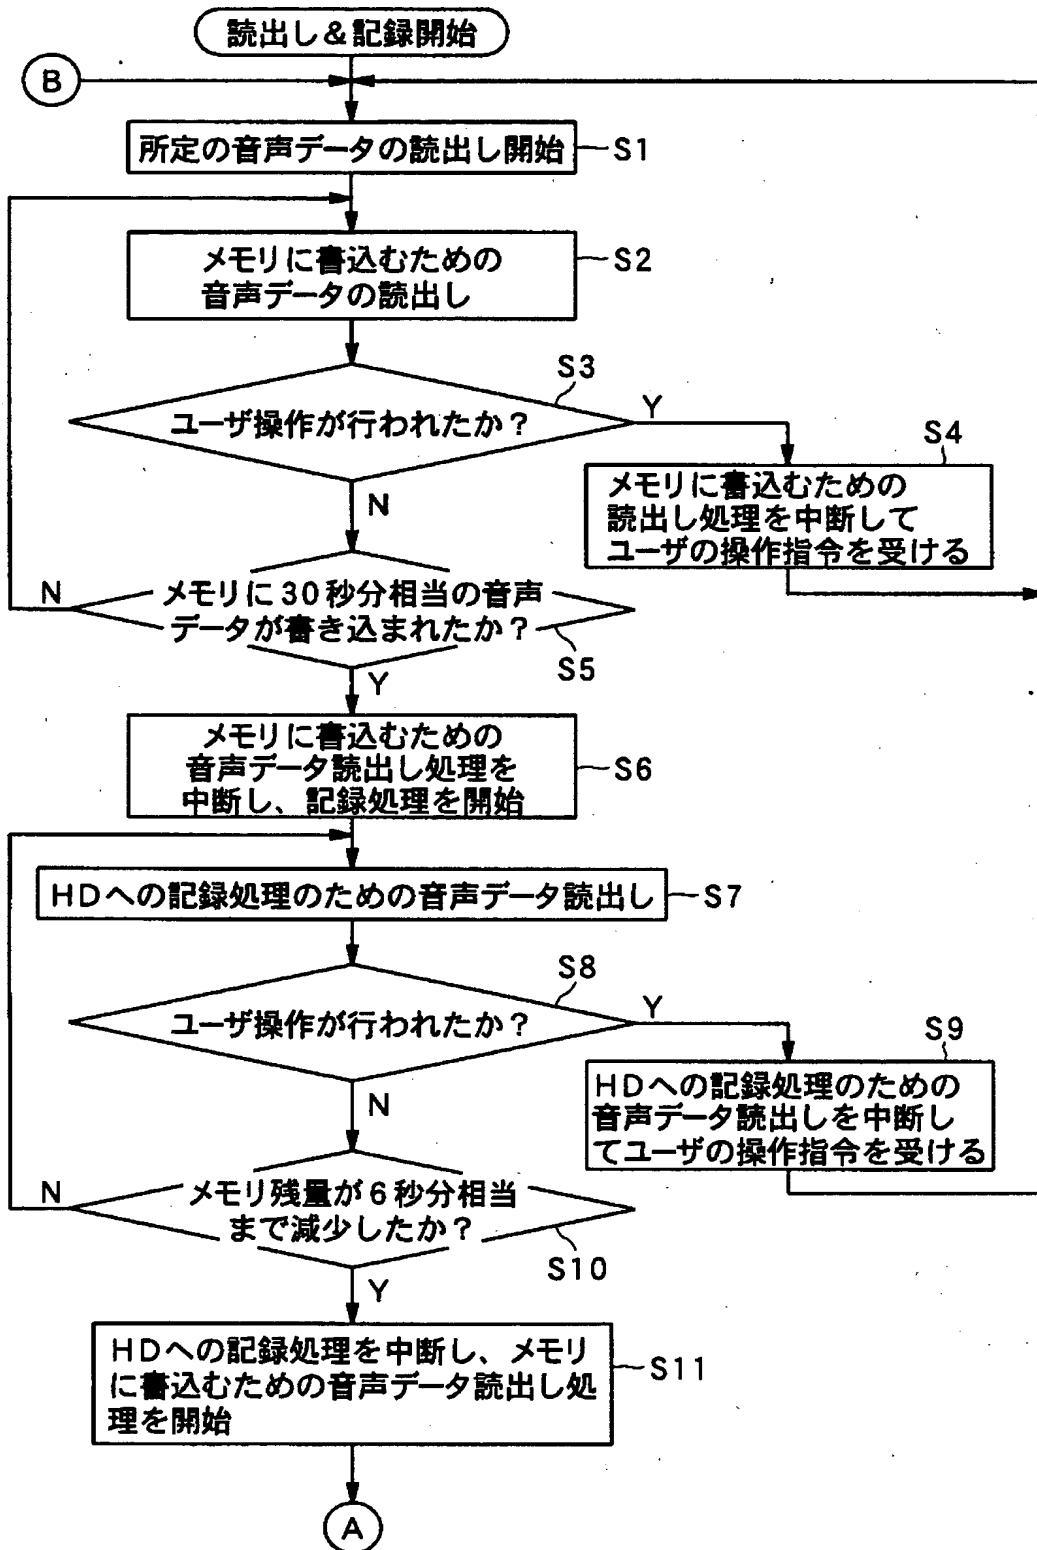 読出し&記録開始
B
所定の音声データの読出し開始
S1
メモリに書込むための
音声データの読出し
S2
S3
ユーザ操作が行われたか?
Y
N
S4
メモリに書込むための
読出し処理を中断して
ユーザの操作指令を受ける
メモリに30秒分相当の音声
データが書き込まれたか?
N
S5
Y
メモリに書込むための
音声データ読出し処理を
中断し、記録処理を開始
S6
HDへの記録処理のための音声データ読出し
S7
S8
ユーザ操作が行われたか?
Y
N
S9
HDへの記録処理のための
音声データ読出しを中断し
てユーザの操作指令を受ける
メモリ残量が6秒分相当
まで減少したか?
N
S10
Y
HDへの記録処理を中断し、メモリ
に書込むための音声データ読出し処
理を開始
S11
A